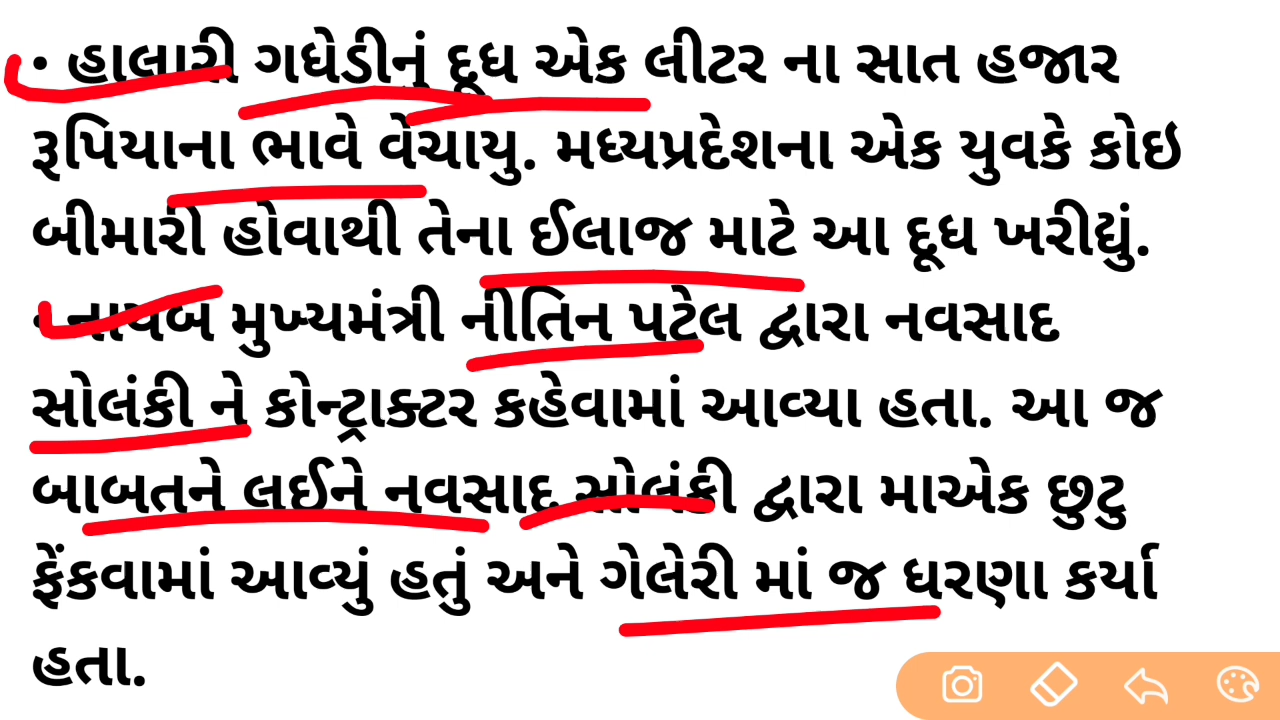 • હાલારી ગધેડીનું દૂધ એક લીટર ના સાત હજાર
રૂપિયાના ભાવે વેચાયુ. મધ્યપ્રદેશના એક યુવકે કોઇ
બીમારી હોવાથી તેના ઈલાજ માટે આ દૂધ ખરીદ્યું.
• નાયબ મુખ્યમંત્રી નીતિન પટેલ દ્વારા નવસાદ
સોલંકી ને કોન્ટ્રાક્ટર કહેવામાં આવ્યા હતા. આ જ
બાબતને લઈને નવસાદ સોલંકી દ્વારા માએક છુટુ
ફેંકવામાં આવ્યું હતું અને ગેલેરી માં જ ધરણા કર્યા
હતા.